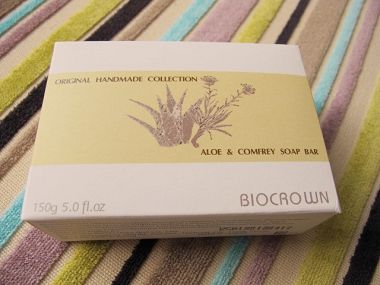 ORIGINAL HANDMADE COLLECTION
ALOE & COMFREY SOAP BAR
BIOCROWN
150g 5.0 fl.oz